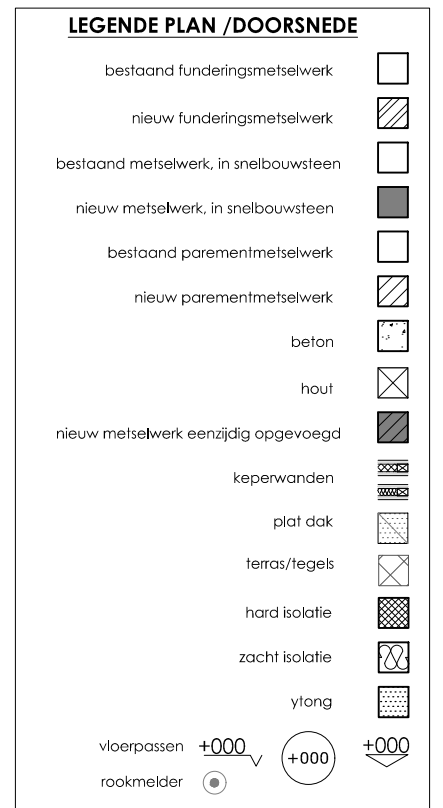 LEGENDE PLAN /DOORSNEDE
bestaand funderingsmetselwerk
nieuw funderingsmetselwerk
bestaand metselwerk, in snelbouwsteen
nieuw metselwerk, in snelbouwsteen
bestaand parementmetselwerk
nieuw parementmetselwerk
beton
hout
nieuw metselwerk eenzijdig opgevoegd
keperwanden
plat dak
terras/tegels
hard isolatie
zacht isolatie
ytong
vloerpassen +000 +000 +000
rookmelder